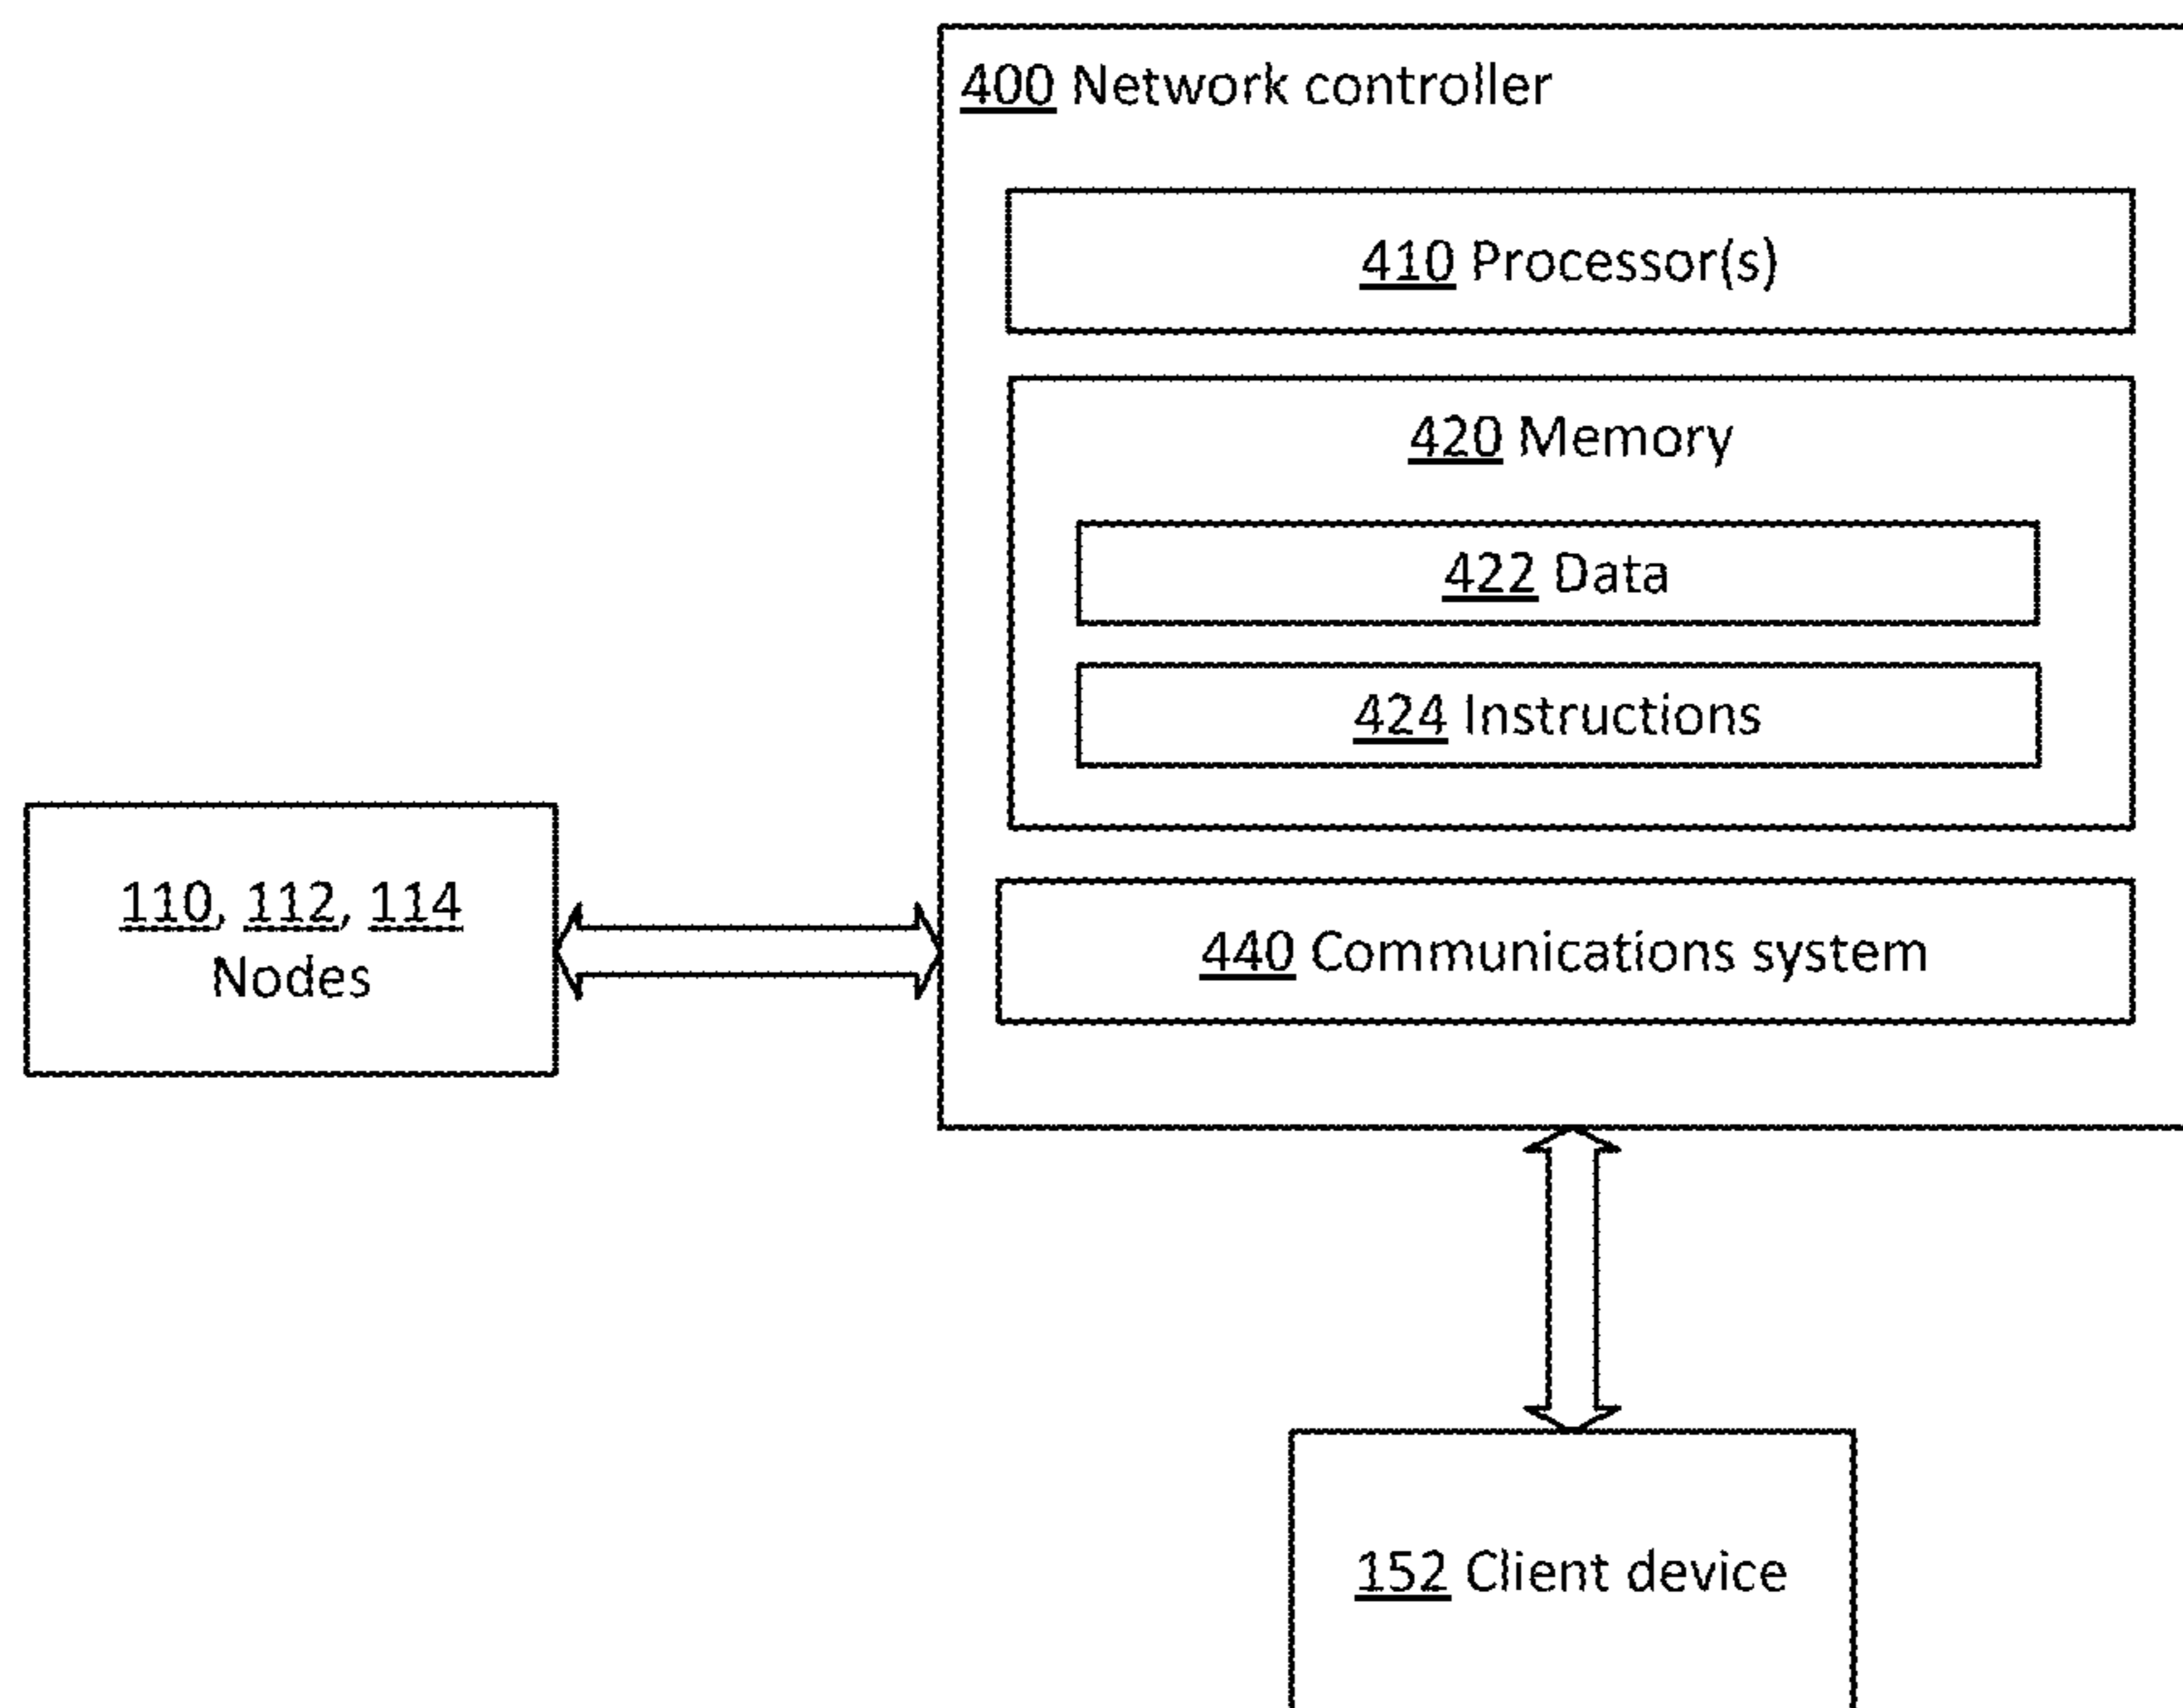 400 Network controller
410 Processor(s)
420 Memory
422 Data
424 Instructions
440 Communications system
110, 112, 114
Nodes
152 Client device